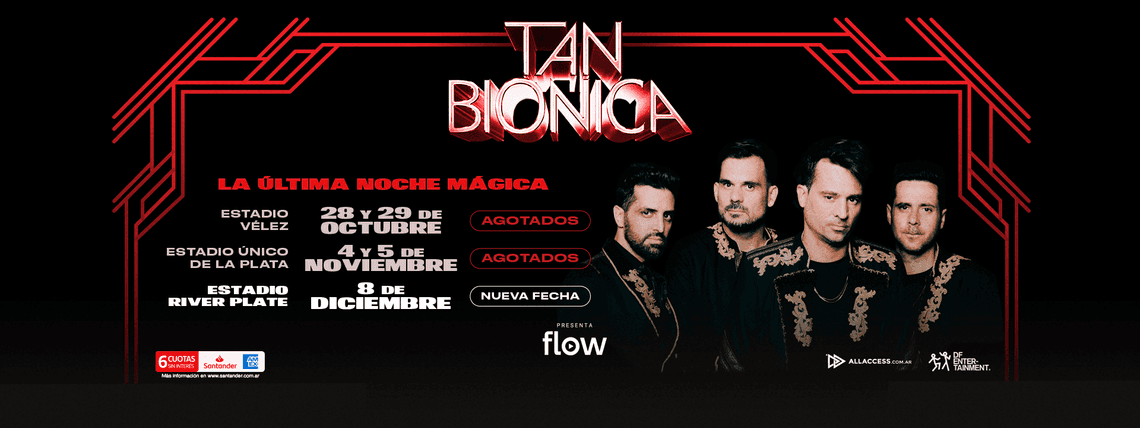 TAN
BIONICA
LA ÚLTIMA NOCHE MÁGICA
ESTADIO
VÉLEZ
28 Y 29 DE
OCTUBRE
AGOTADOS
ESTADIO ÚNICO
DE LA PLATA
4 Y 5 DE
NOVIEMBRE
AGOTADOS
ESTADIO
RIVER PLATE
8 DE
DICIEMBRE
NUEVA FECHA
PRESENTA
flow
6 CUOTAS
SIN INTERÉS
Santander
AM
EX
Más información en www.santander.com.ar
ALLACCESS.COM.AR
DF
ENTER-
TAINMENT.